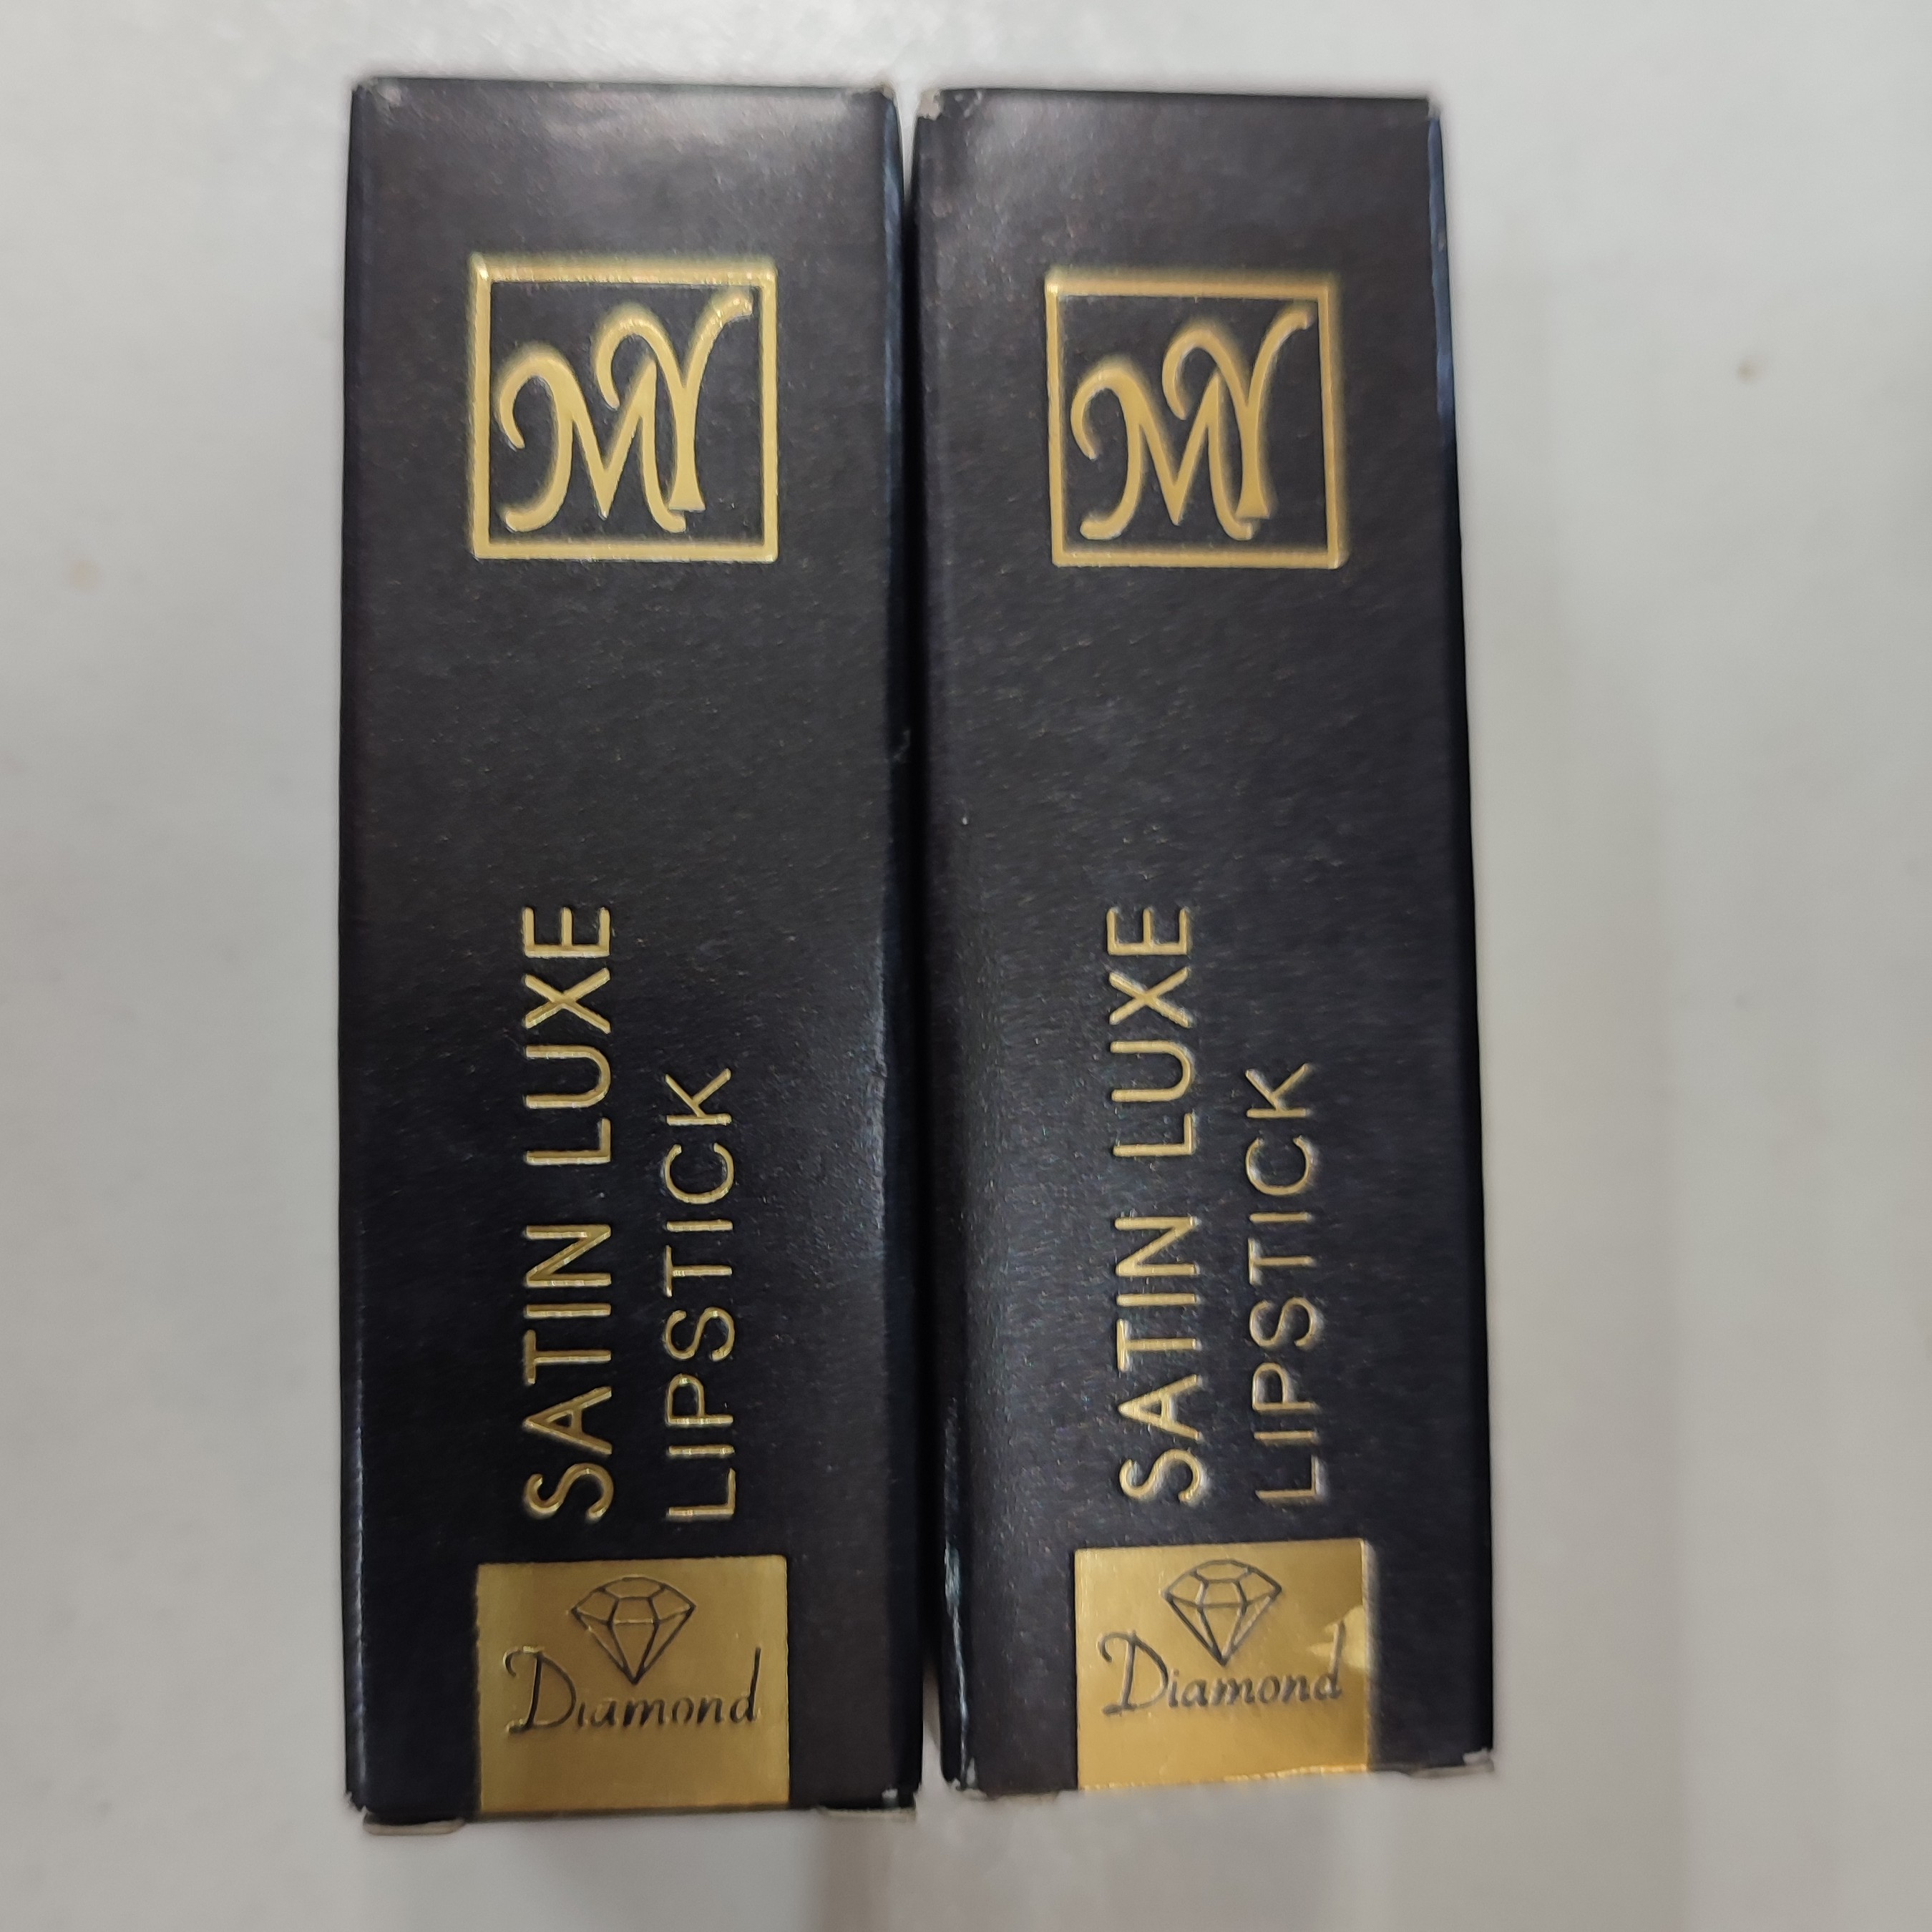 MY
SATIN LUXE
LIPSTICK
Diamond
MY
SATIN LUXE
LIPSTICK
Diamond